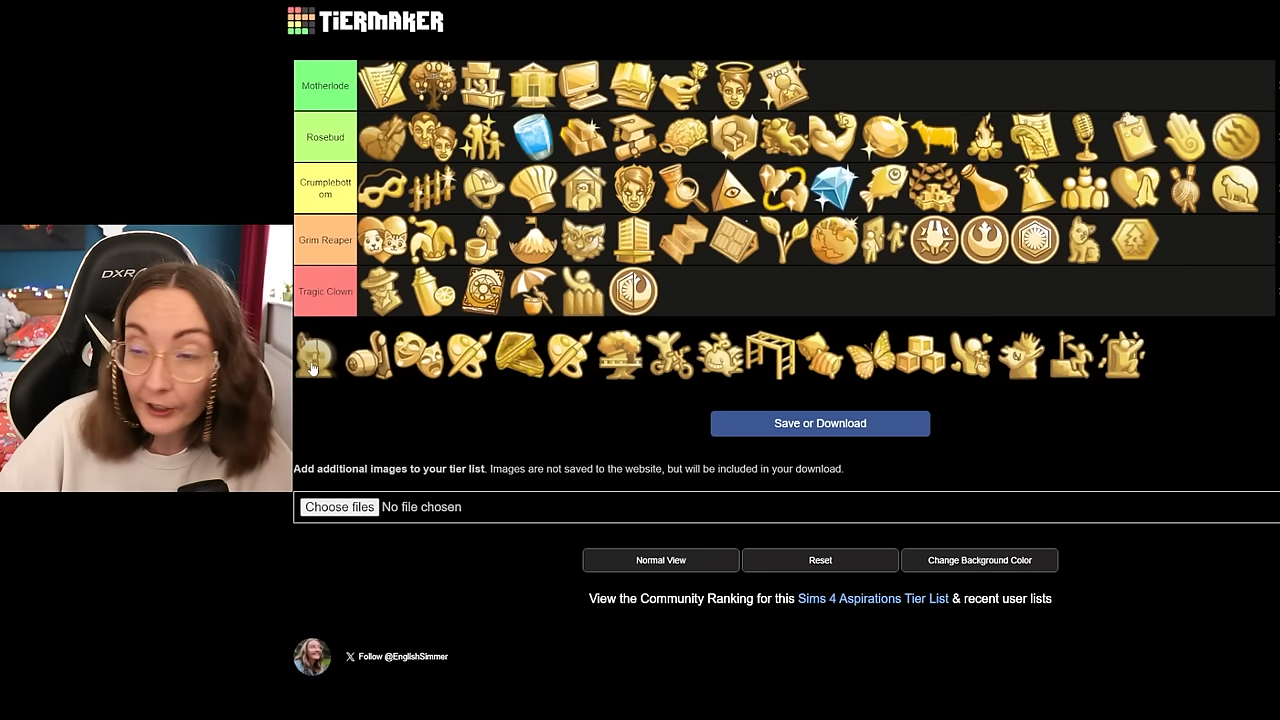 TiERMAKER
Motherlode
Rosebud
Crumplebott
om
Grim Reaper
Tragic Clown
DXR
Save or Download
Add additional images to your tier list. Images are not saved to the website, but will be included in your download.
Choose files No file chosen
Normal View Reset Change Background Color
View the Community Ranking for this Sims 4 Aspirations Tier List & recent user lists
X Follow @EnglishSimmer